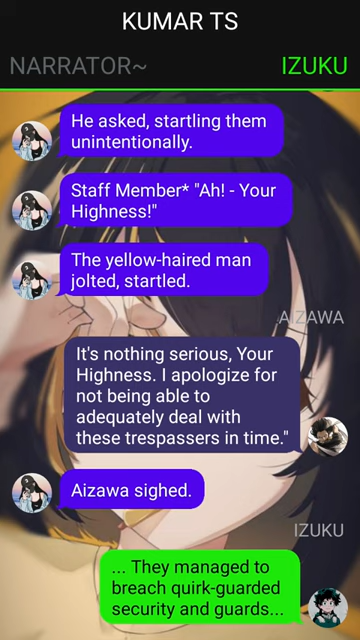 KUMAR TS
NARRATOR~
IZUKU
He asked, startling them
unintentionally.
Staff Member* "Ah! - Your
Highness!"
The yellow-haired man
jolted, startled.
AIZAWA
It's nothing serious, Your
Highness. I apologize for
not being able to
adequately deal with
these trespassers in time."
Aizawa sighed.
IZUKU
... They managed to
breach quirk-guarded
security and guards...